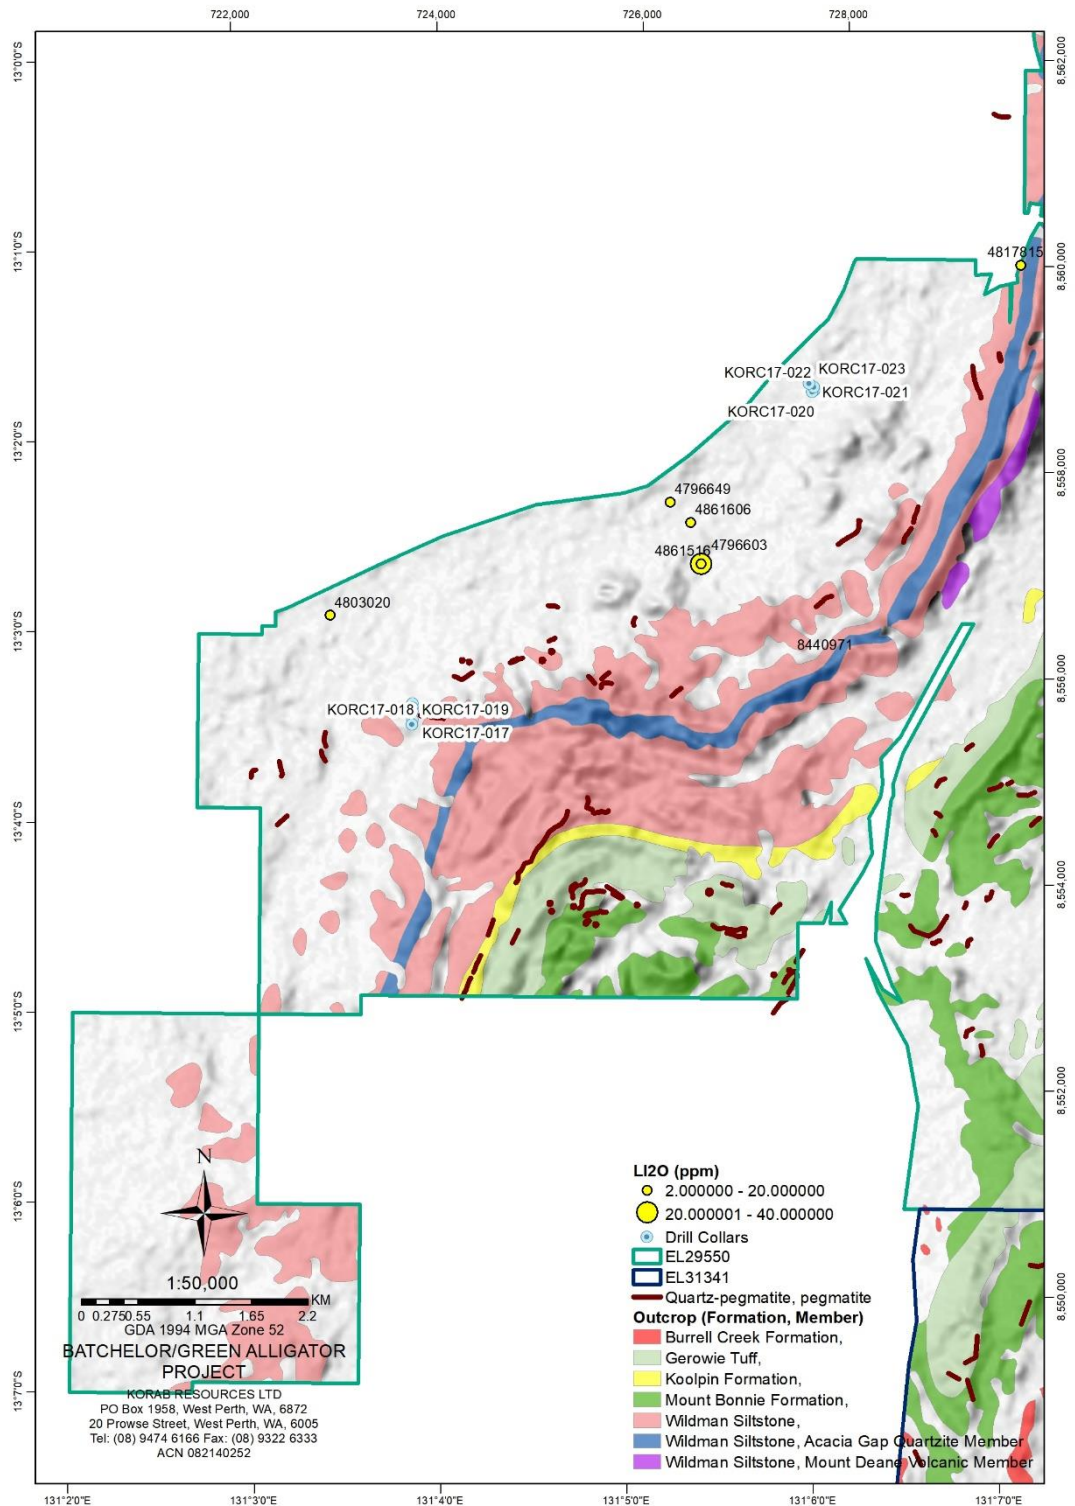 722,000
724,000
726,000
728,000
13°0'0"S
8,562,000
13°1'0"S
4817815
8,560,000
KORC17-022
KORC17-023
KORC17-021
KORC17-020
13°2'0"S
8,558,000
4796649
4861606
4861516
4796603
4803020
13°3'0"S
8440971
8,556,000
KORC17-018
KORC17-019
KORC17-017
13°4'0"S
8,554,000
13°5'0"S
8,552,000
N
13°6'0"S
LI2O (ppm)
2.000000 - 20.000000
20.000001 - 40.000000
Drill Collars
EL29550
EL31341
Quartz-pegmatite, pegmatite
Outcrop (Formation, Member)
Burrell Creek Formation,
Gerowie Tuff,
Koolpin Formation,
Mount Bonnie Formation,
Wildman Siltstone,
Wildman Siltstone, Acacia Gap Quartzite Member
Wildman Siltstone, Mount Deane Volcanic Member
8,550,000
1:50,000
KM
0 0.275 0.55 1.1 1.65 2.2
GDA 1994 MGA Zone 52
BATCHELOR/GREEN ALLIGATOR
PROJECT
KORAB RESOURCES LTD
PO Box 1958, West Perth, WA, 6872
20 Prowse Street, West Perth, WA, 6005
Tel: (08) 9474 6166 Fax: (08) 9322 6333
ACN 082140252
13°7'0"S
131°2'0"E
131°3'0"E
131°4'0"E
131°5'0"E
131°6'0"E
131°7'0"E